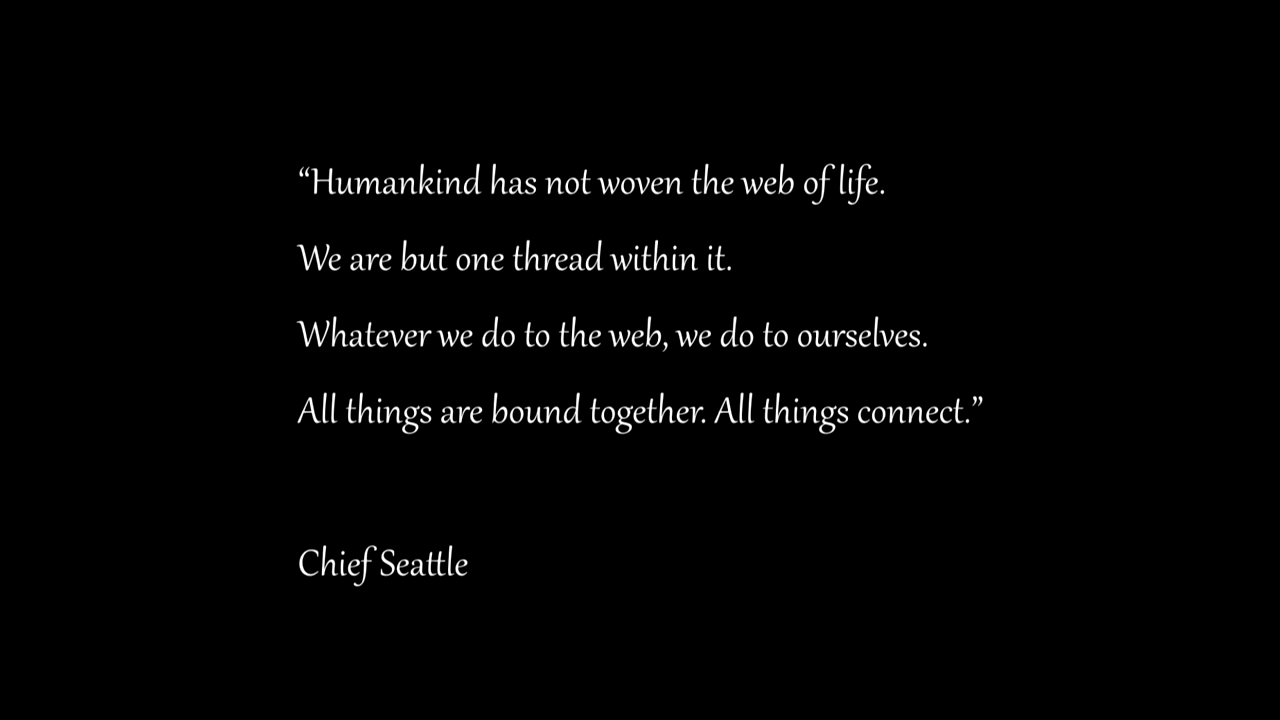 “Humankind has not woven the web of life.
We are but one thread within it.
Whatever we do to the web, we do to ourselves.
All things are bound together. All things connect.”
Chief Seattle